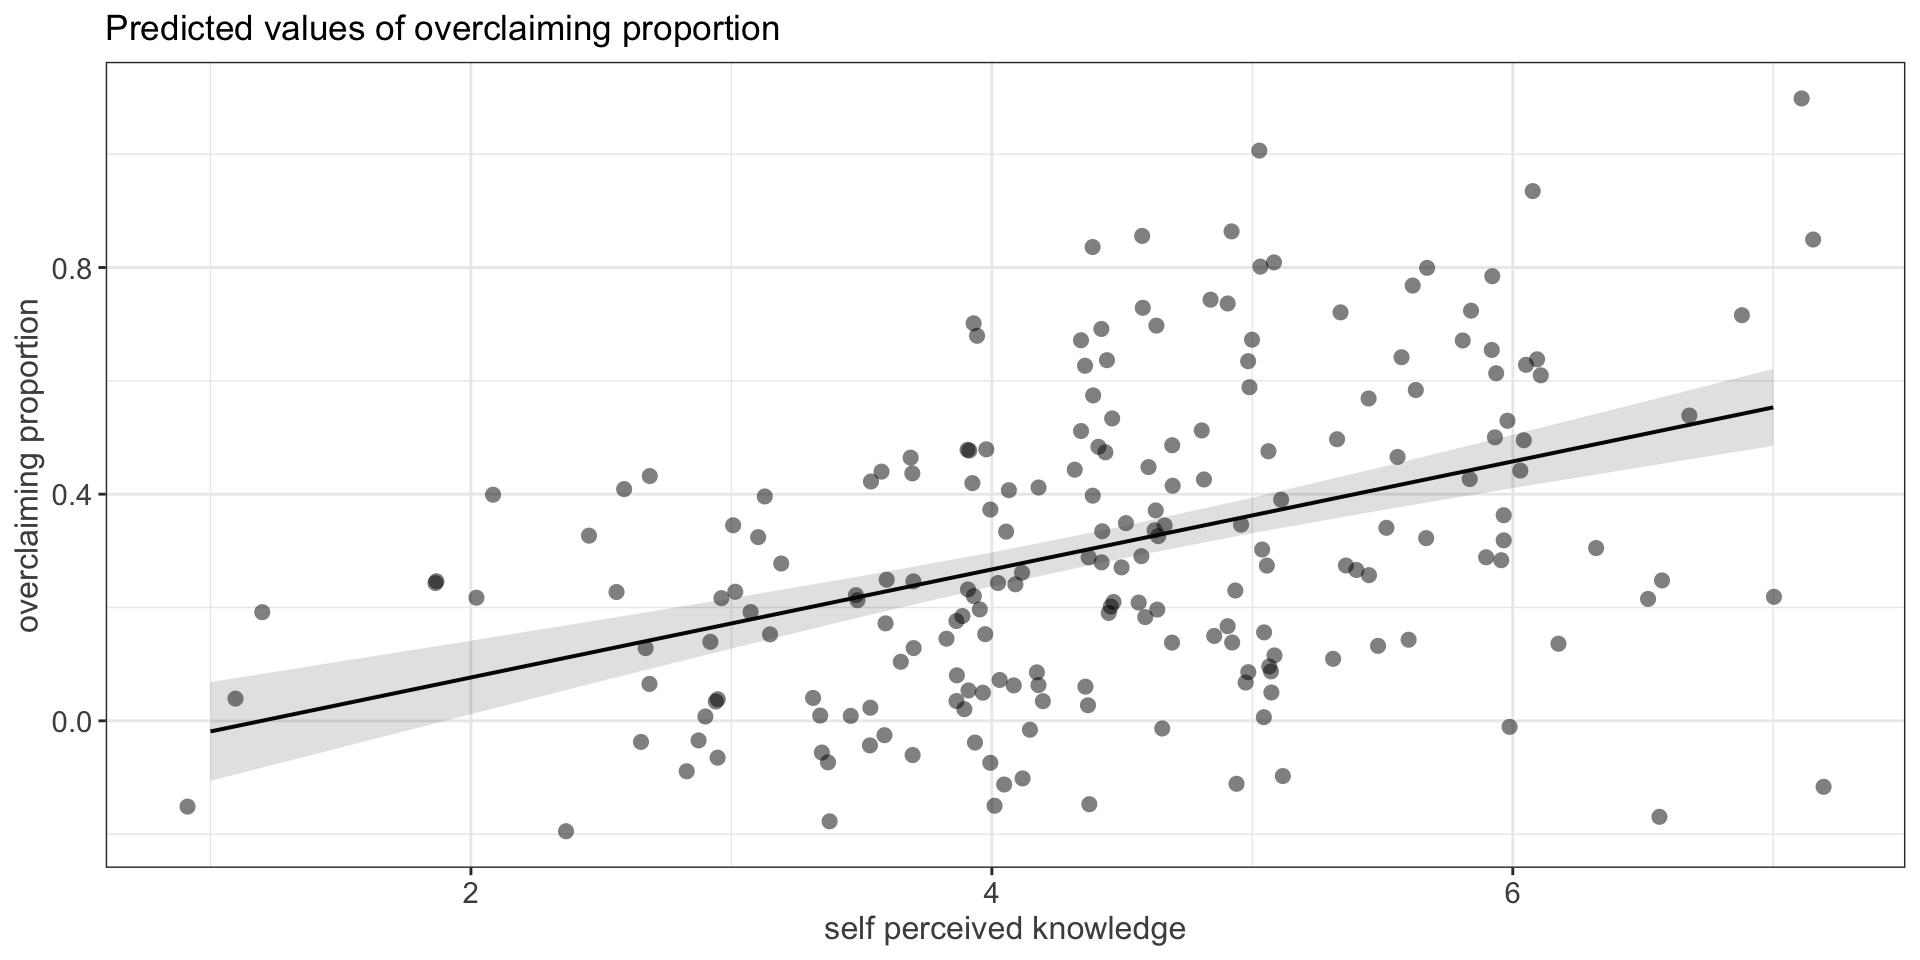 Predicted values of overclaiming proportion
overclaiming proportion
0.8
0.4
0.0
2
4
6
self perceived knowledge